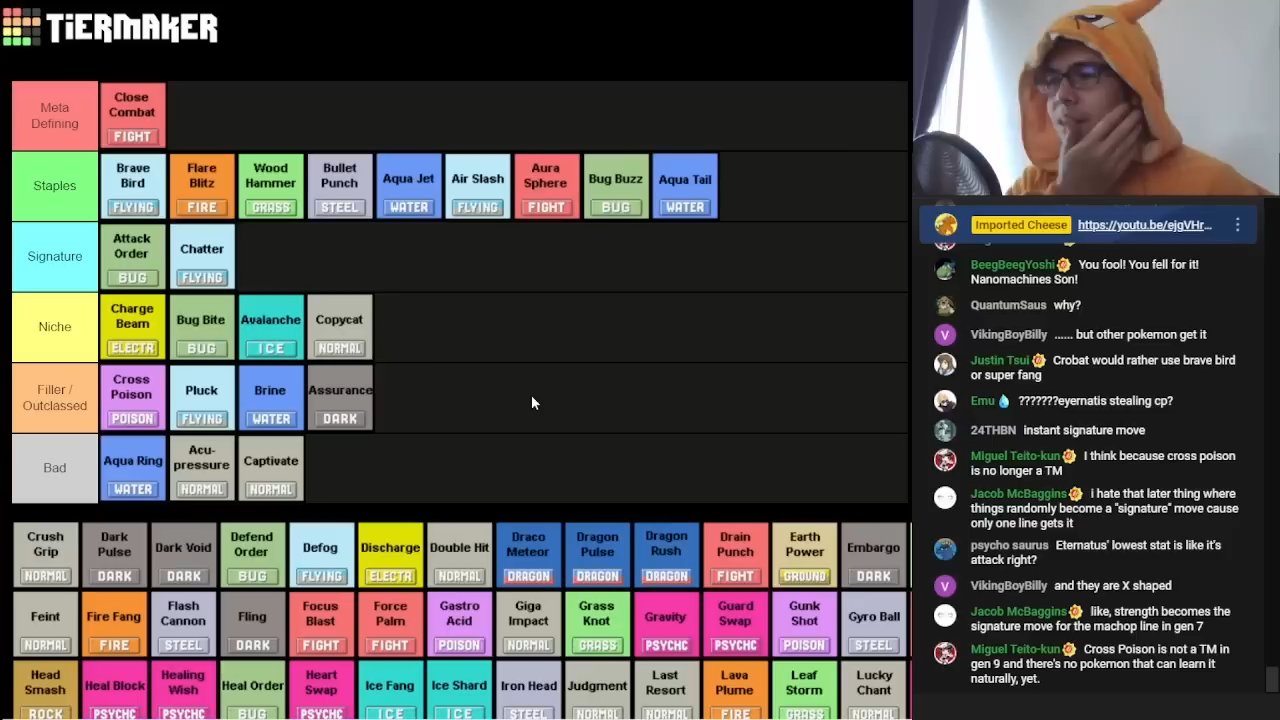 TiERMAKER
Meta Defining
Close Combat FIGHT
Staples
Brave Bird FLYING
Flare Blitz FIRE
Wood Hammer GRASS
Bullet Punch STEEL
Aqua Jet WATER
Air Slash FLYING
Aura Sphere FIGHT
Bug Buzz BUG
Aqua Tail WATER
Signature
Attack Order BUG
Chatter FLYING
Niche
Charge Beam ELECTR
Bug Bite BUG
Avalanche ICE
Copycat NORMAL
Filler / Outclassed
Cross Poison POISON
Pluck FLYING
Brine WATER
Assurance DARK
Bad
Aqua Ring WATER
Acu-pressure NORMAL
Captivate NORMAL
Crush Grip NORMAL
Dark Pulse DARK
Dark Void DARK
Defend Order BUG
Defog FLYING
Discharge ELECTR
Double Hit NORMAL
Draco Meteor DRAGON
Dragon Pulse DRAGON
Dragon Rush DRAGON
Drain Punch FIGHT
Earth Power GROUND
Embargo DARK
Feint NORMAL
Fire Fang FIRE
Flash Cannon STEEL
Fling DARK
Focus Blast FIGHT
Force Palm FIGHT
Gastro Acid POISON
Giga Impact NORMAL
Grass Knot GRASS
Gravity PSYCHC
Guard Swap PSYCHC
Gunk Shot POISON
Gyro Ball STEEL
Head Smash ROCK
Heal Block PSYCHC
Healing Wish PSYCHC
Heal Order BUG
Heart Swap PSYCHC
Ice Fang ICE
Ice Shard ICE
Iron Head STEEL
Judgment NORMAL
Last Resort NORMAL
Lava Plume FIRE
Leaf Storm GRASS
Lucky Chant NORMAL
Imported Cheese https://youtu.be/ejgVHr...
BeegBeegYoshi You fool! You fell for it!
Nanomachines Son!
QuantumSaus why?
VikingBoyBilly ...... but other pokemon get it
Justin Tsui Crobat would rather use brave bird
or super fang
Emu ???????eyernatis stealing cp?
24THBN instant signature move
Miguel Teito-kun I think because cross poison
is no longer a TM
Jacob McBaggins i hate that later thing where
things randomly become a "signature" move cause
only one line gets it
psycho saurus Eternatus' lowest stat is like it's
attack right?
VikingBoyBilly and they are X shaped
Jacob McBaggins like, strength becomes the
signature move for the machop line in gen 7
Miguel Teito-kun Cross Poison is not a TM in
gen 9 and there's no pokemon that can learn it
naturally, yet.